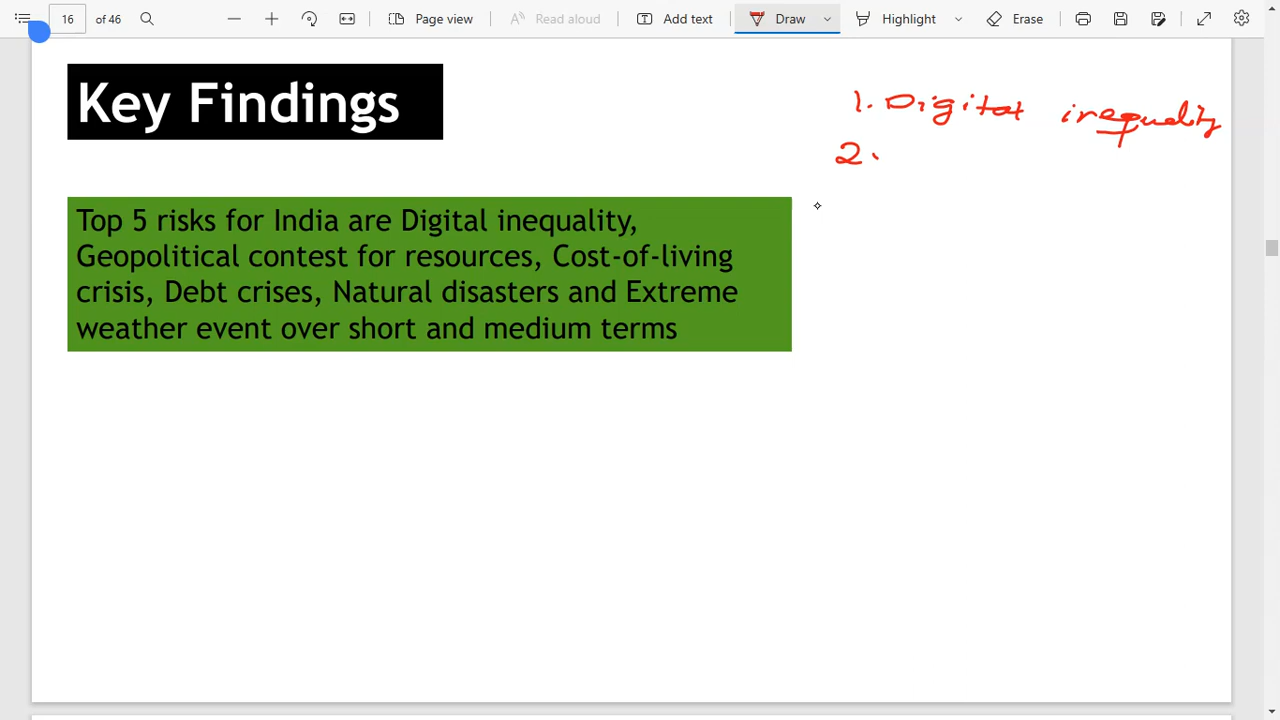 16 of 46 Page view Read aloud Add text Draw Highlight Erase
Key Findings
1. Digital inequality
2.
Top 5 risks for India are Digital inequality,
Geopolitical contest for resources, Cost-of-living
crisis, Debt crises, Natural disasters and Extreme
weather event over short and medium terms